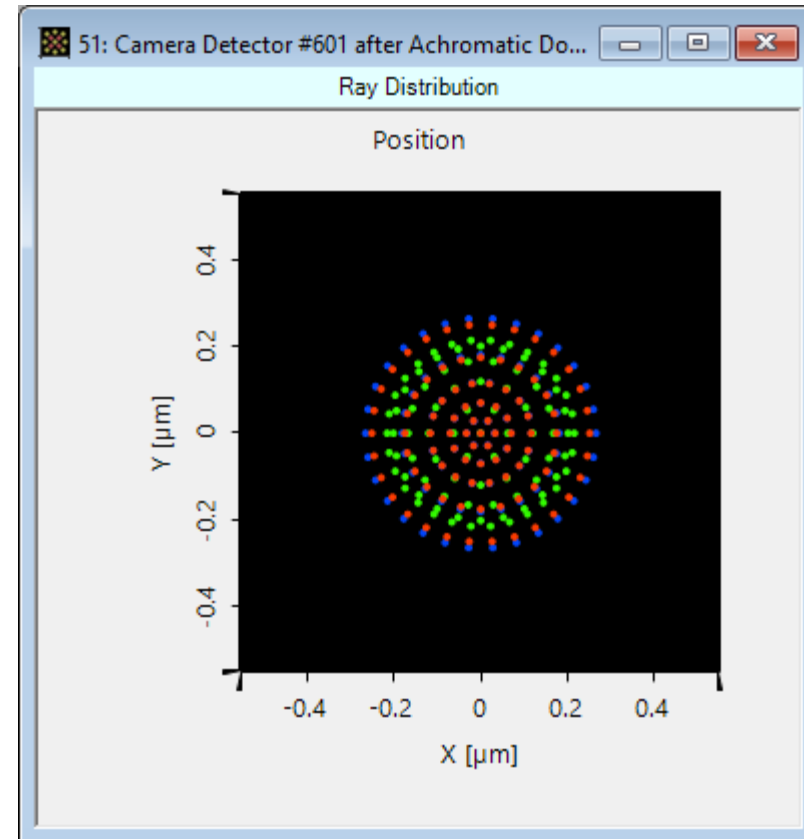 51: Camera Detector #601 after Achromatic Do...
Ray Distribution
Position
0.4
0.2
0
-0.2
-0.4
Y [µm]
-0.4 -0.2 0 0.2 0.4
X [µm]